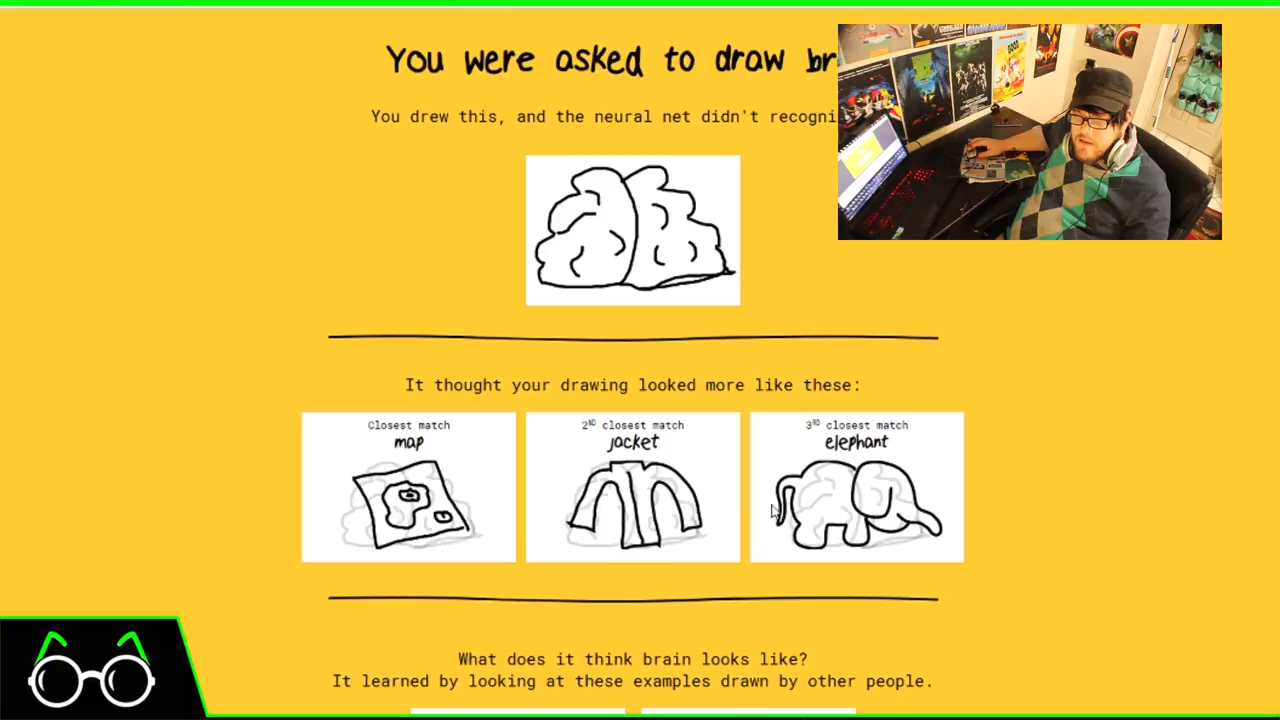 You were asked to draw br
You drew this, and the neural net didn't recogni
It thought your drawing looked more like these:
Closest match
map
2ND closest match
jacket
3RD closest match
elephant
What does it think brain looks like?
It learned by looking at these examples drawn by other people.